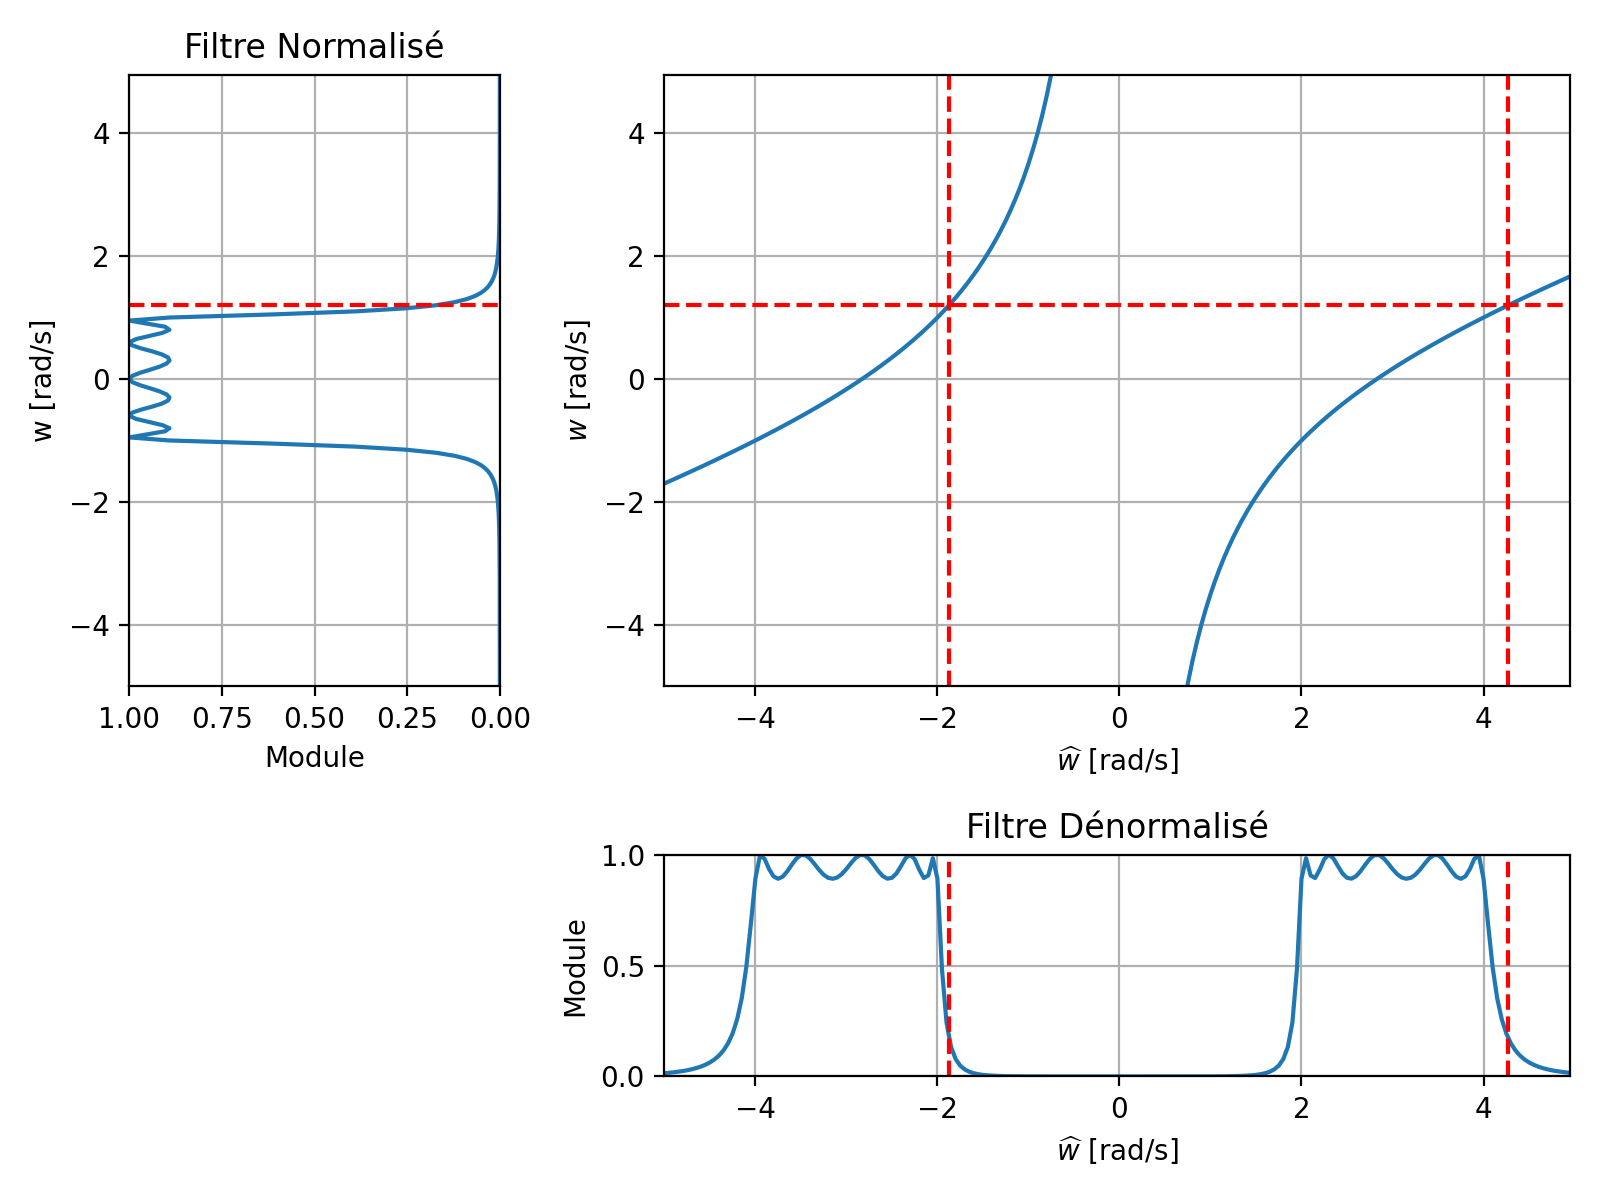 Filtre Normalisé
w [rad/s]
4
2
0
−2
−4
1.00 0.75 0.50 0.25 0.00
Module
w [rad/s]
4
2
0
−2
−4
−4 −2 0 2 4
ŵ [rad/s]
Filtre Dénormalisé
Module
1.0
0.5
0.0
−4 −2 0 2 4
ŵ [rad/s]